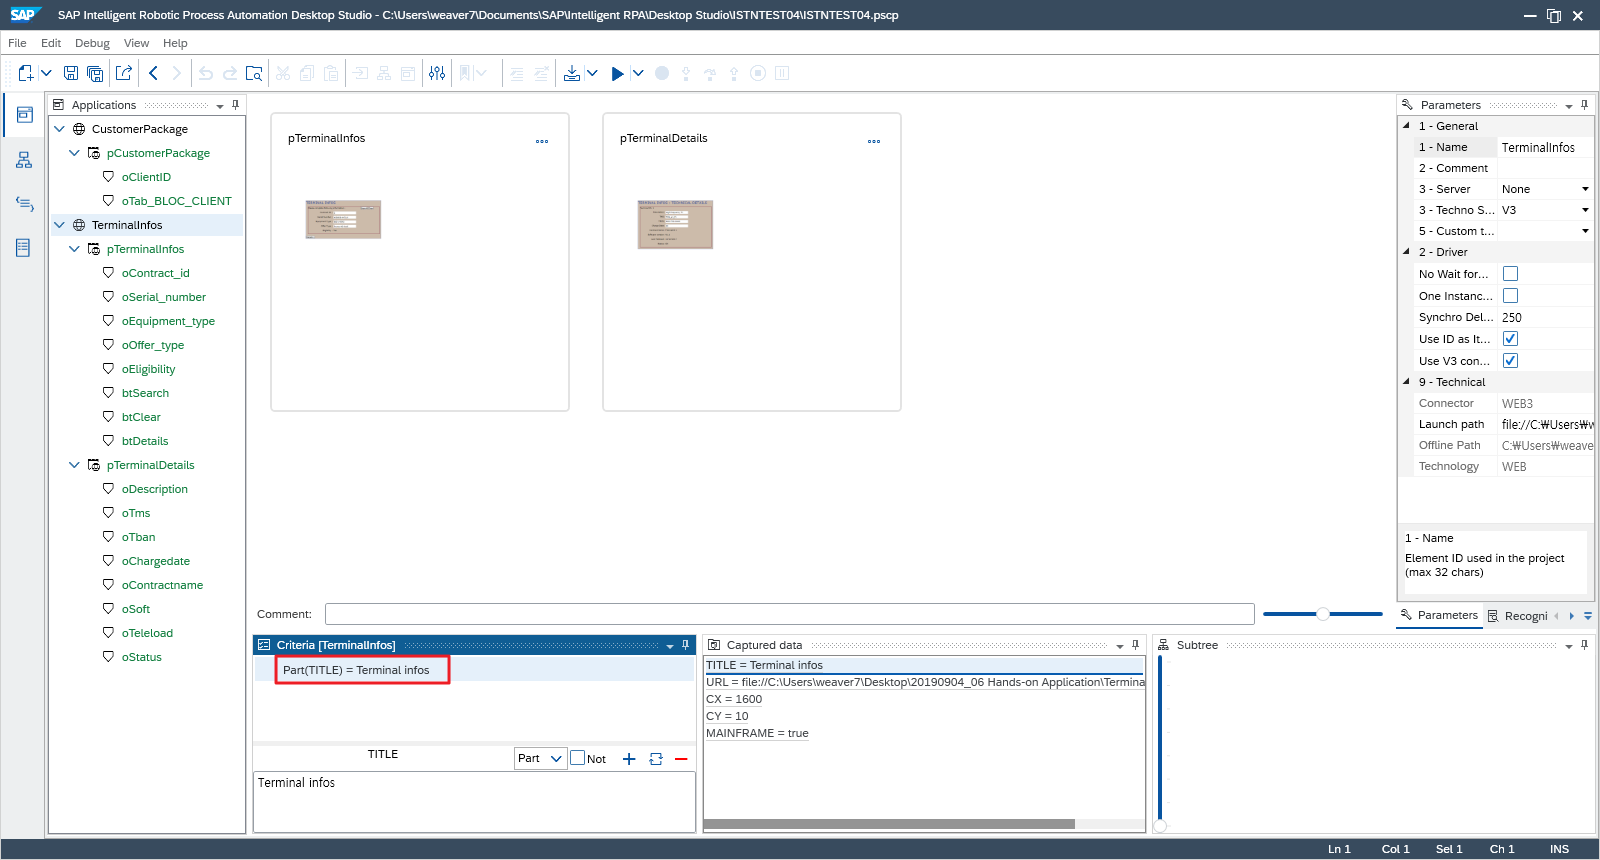 SAP
SAP Intelligent Robotic Process Automation Desktop Studio - C:\Users\weaver7\Documents\SAP\Intelligent RPA\Desktop Studio\ISTNTEST04\ISTNTEST04.pscp
File Edit Debug View Help
Applications
CustomerPackage
pCustomerPackage
oClientID
oTab_BLOC_CLIENT
TerminalInfos
pTerminalInfos
oContract_id
oSerial_number
oEquipment_type
oOffer_type
oEligibility
btSearch
btClear
btDetails
pTerminalDetails
oDescription
oTms
oTban
oChargedate
oContractname
oSoft
oTeleload
oStatus
pTerminalInfos ...
pTerminalDetails ...
Comment:
Criteria [TerminalInfos]
Part(TITLE) = Terminal infos
TITLE
Part
Not
Terminal infos
Captured data
TITLE = Terminal infos
URL = file://C:\Users\weaver7\Desktop\20190904_06 Hands-on Application\Termina
CX = 1600
CY = 10
MAINFRAME = true
Subtree
Parameters
1 - General
1 - Name TerminalInfos
2 - Comment
3 - Server None
3 - Techno S... V3
5 - Custom t...
2 - Driver
No Wait for...
One Instanc...
Synchro Del... 250
Use ID as It...
Use V3 con...
9 - Technical
Connector WEB3
Launch path file://C:₩Users₩w
Offline Path C:₩Users₩weave
Technology WEB
1 - Name
Element ID used in the project
(max 32 chars)
Parameters Recogni
Ln 1 Col 1 Sel 1 Ch 1 INS